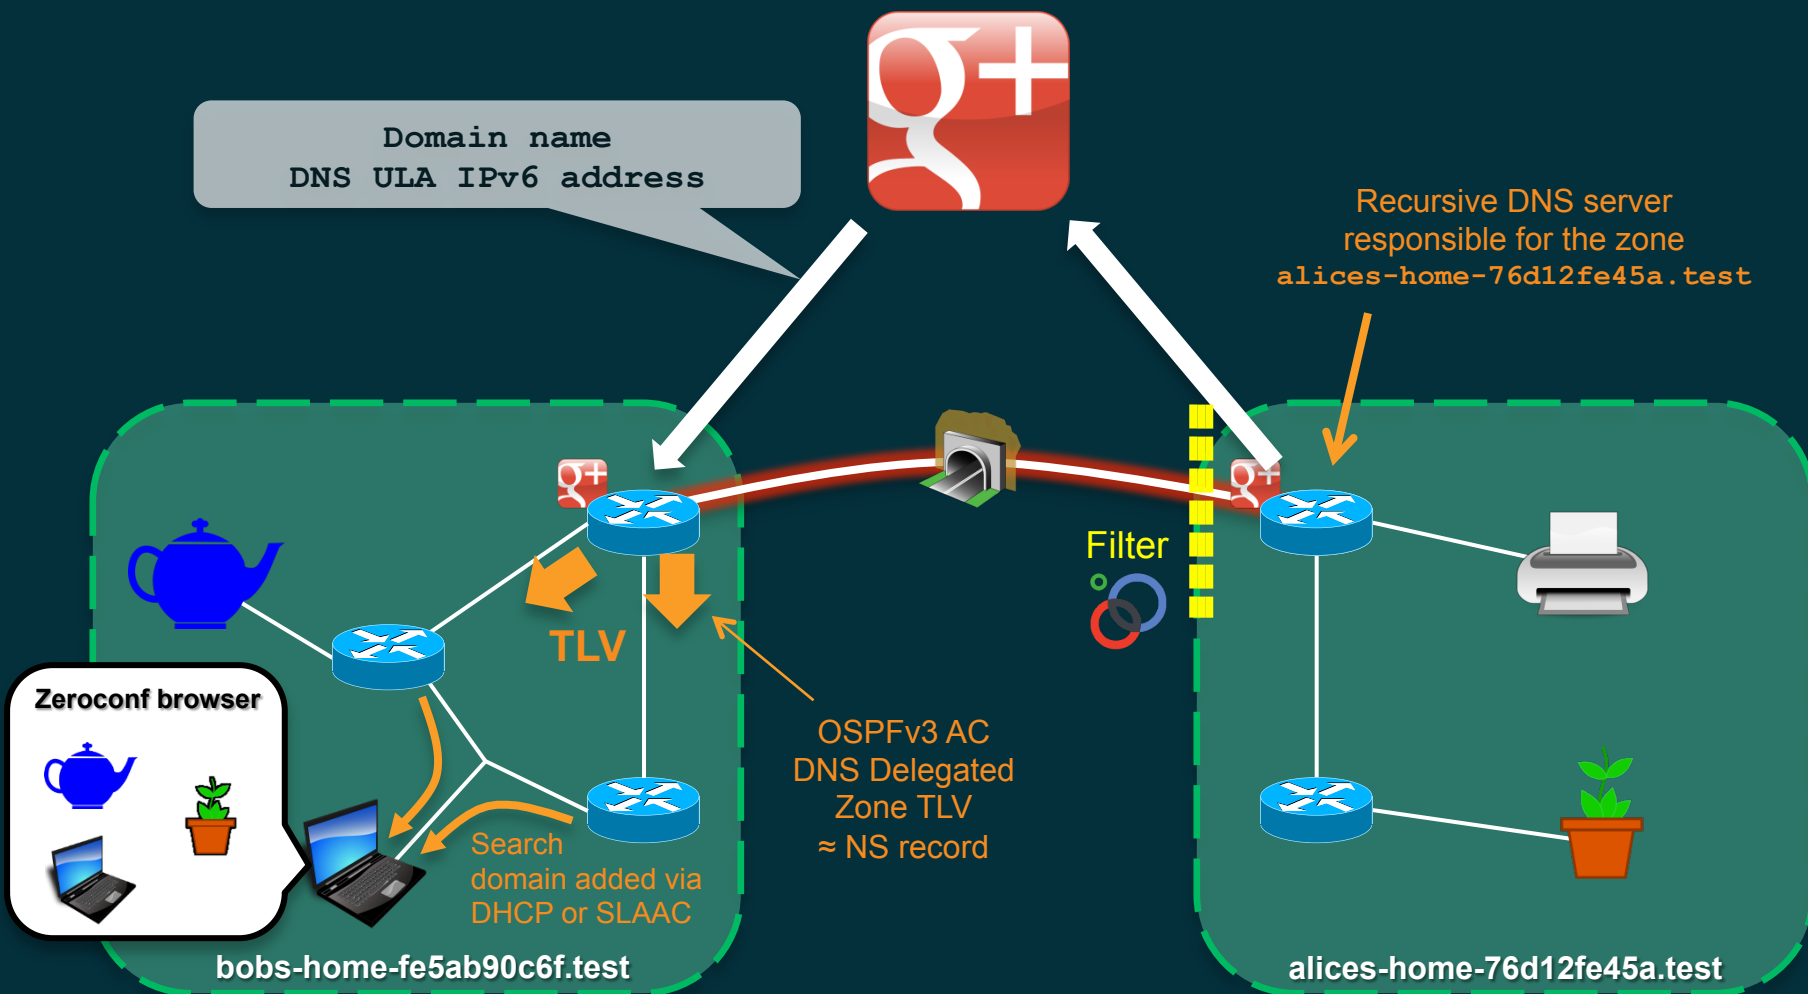 g+
Domain name
DNS ULA IPv6 address
Recursive DNS server
responsible for the zone
alices-home-76d12fe45a.test
g+
g+
Filter
TLV
Zeroconf browser
OSPFv3 AC
DNS Delegated
Zone TLV
≈ NS record
Search
domain added via
DHCP or SLAAC
bobs-home-fe5ab90c6f.test
alices-home-76d12fe45a.test